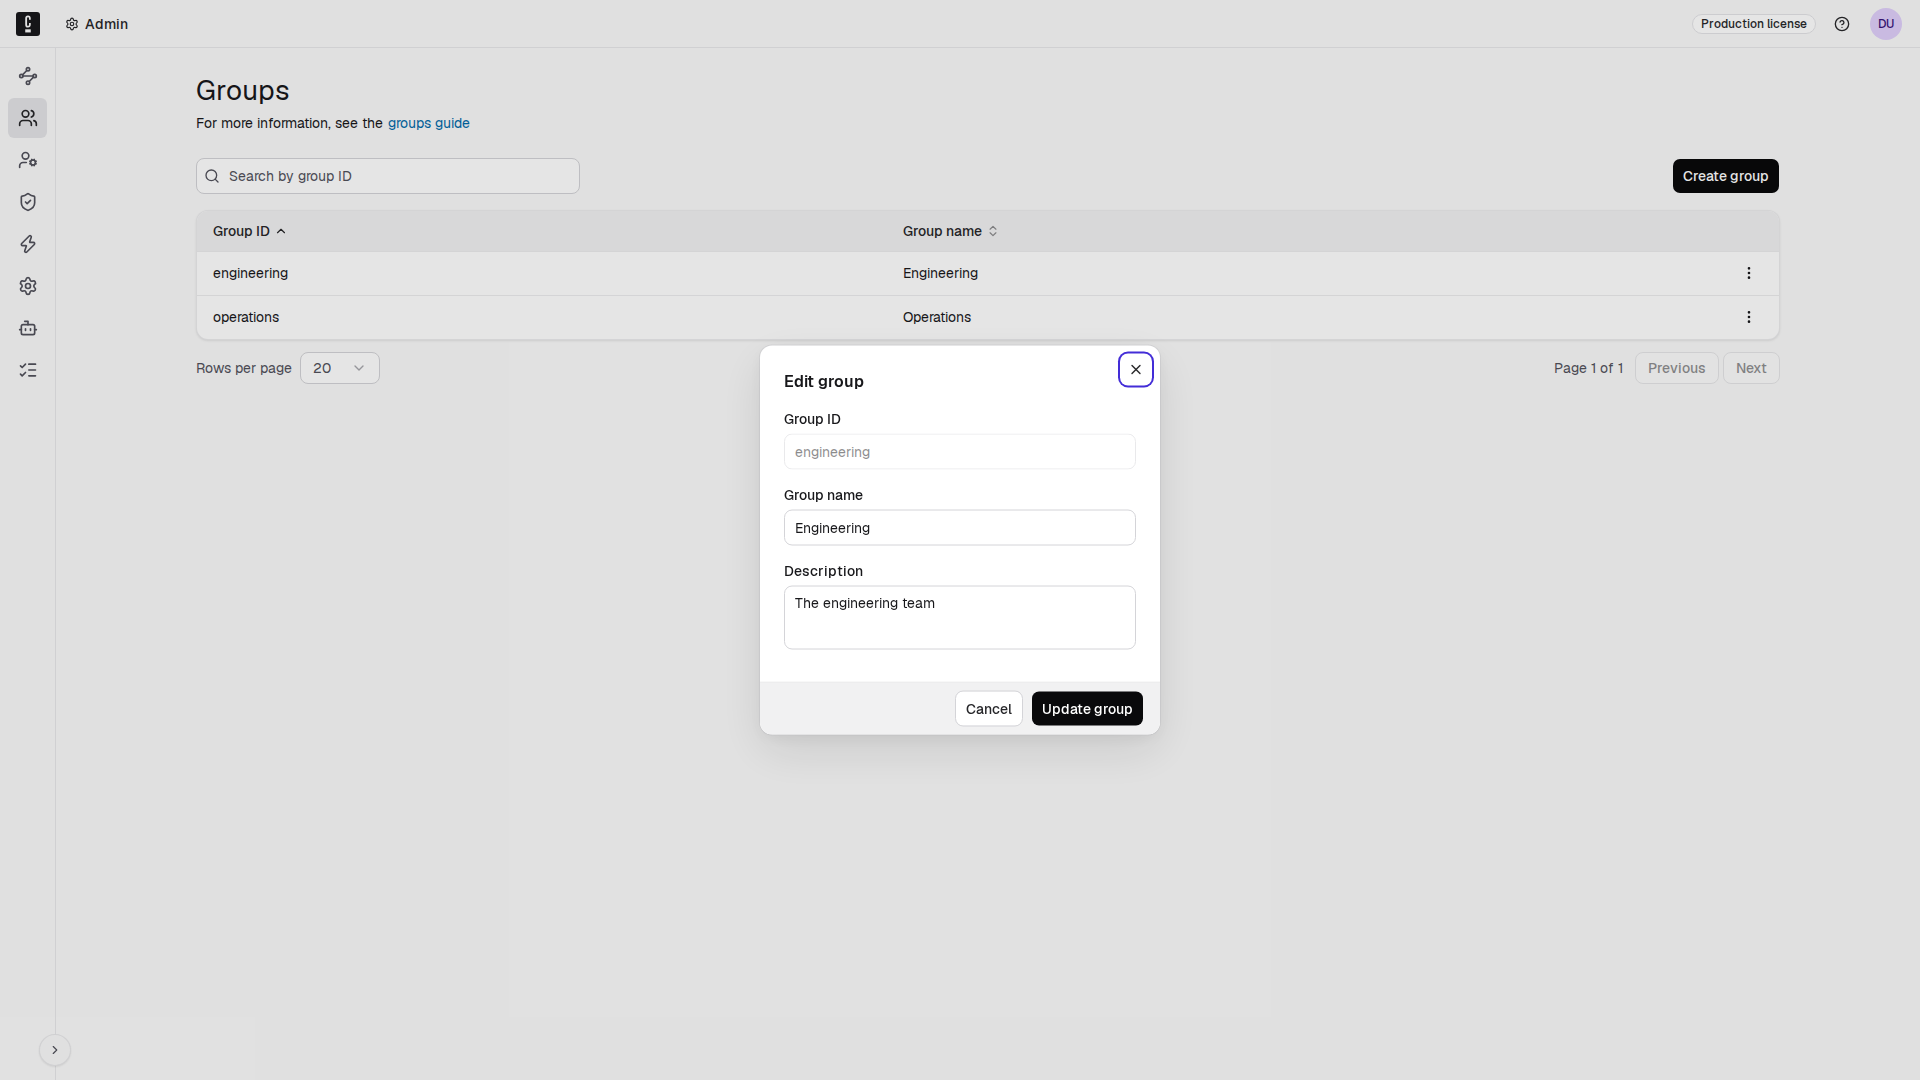 Admin
Production license
DU
Groups
For more information, see the groups guide
Search by group ID
Create group
Group ID
Group name
engineering
Engineering
operations
Operations
Rows per page
20
Page 1 of 1
Previous
Next
Edit group
Group ID
engineering
Group name
Engineering
Description
The engineering team
Cancel
Update group